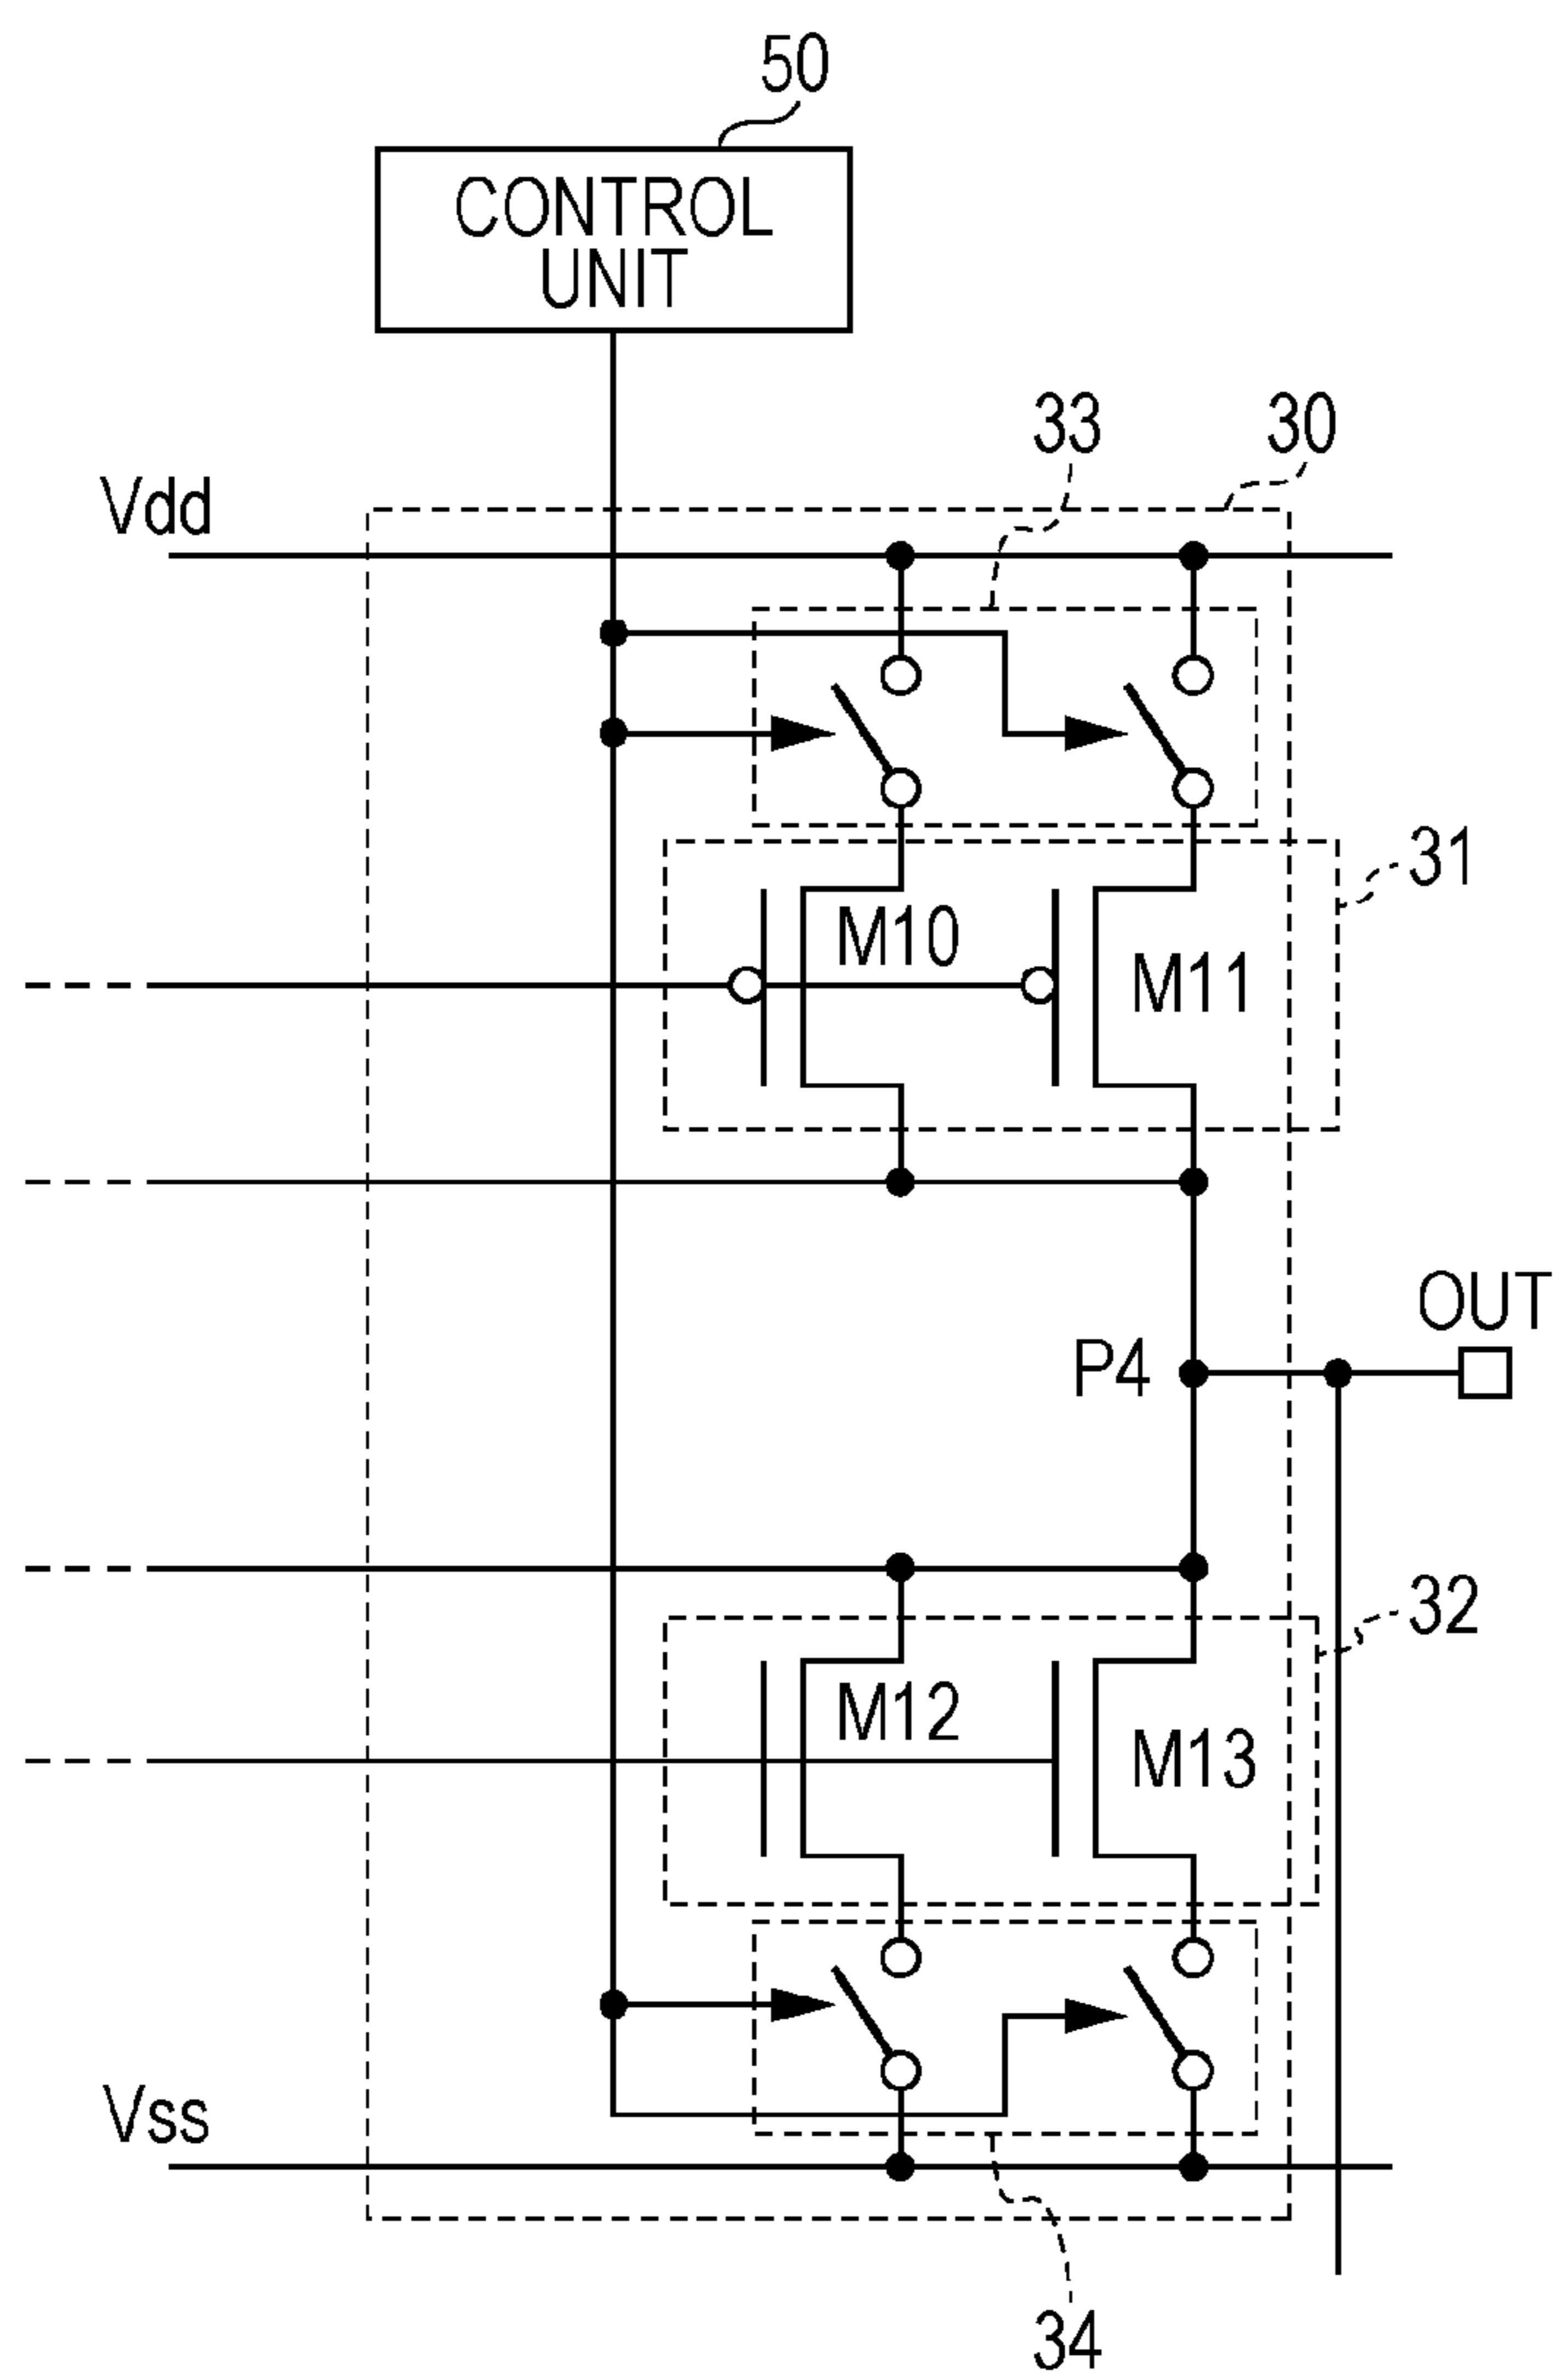 50
CONTROL
UNIT
33
30
Vdd
31
M10
M11
OUT
P4
32
M12
M13
Vss
34